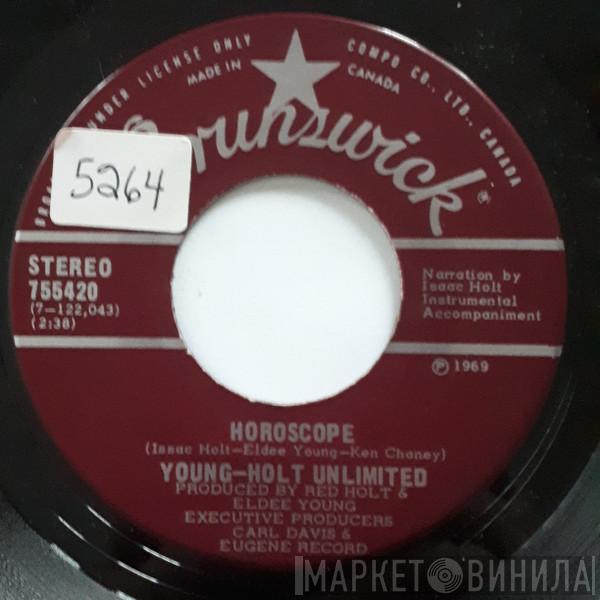 UNDER LICENSE ONLY
COMPO CO., LTD., CANADA
MADE IN
CANADA
Brunswick®
5264
STEREO
755420
(7-122,043)
(2:38)
Narration by
Isaac Holt
Instrumental
Accompaniment
℗ 1969
HOROSCOPE
(Isaac Holt-Eldee Young-Ken Chaney)
YOUNG-HOLT UNLIMITED
PRODUCED BY RED HOLT &
ELDEE YOUNG
EXECUTIVE PRODUCERS
CARL DAVIS &
EUGENE RECORD
МАРКЕТ ВИНИЛА